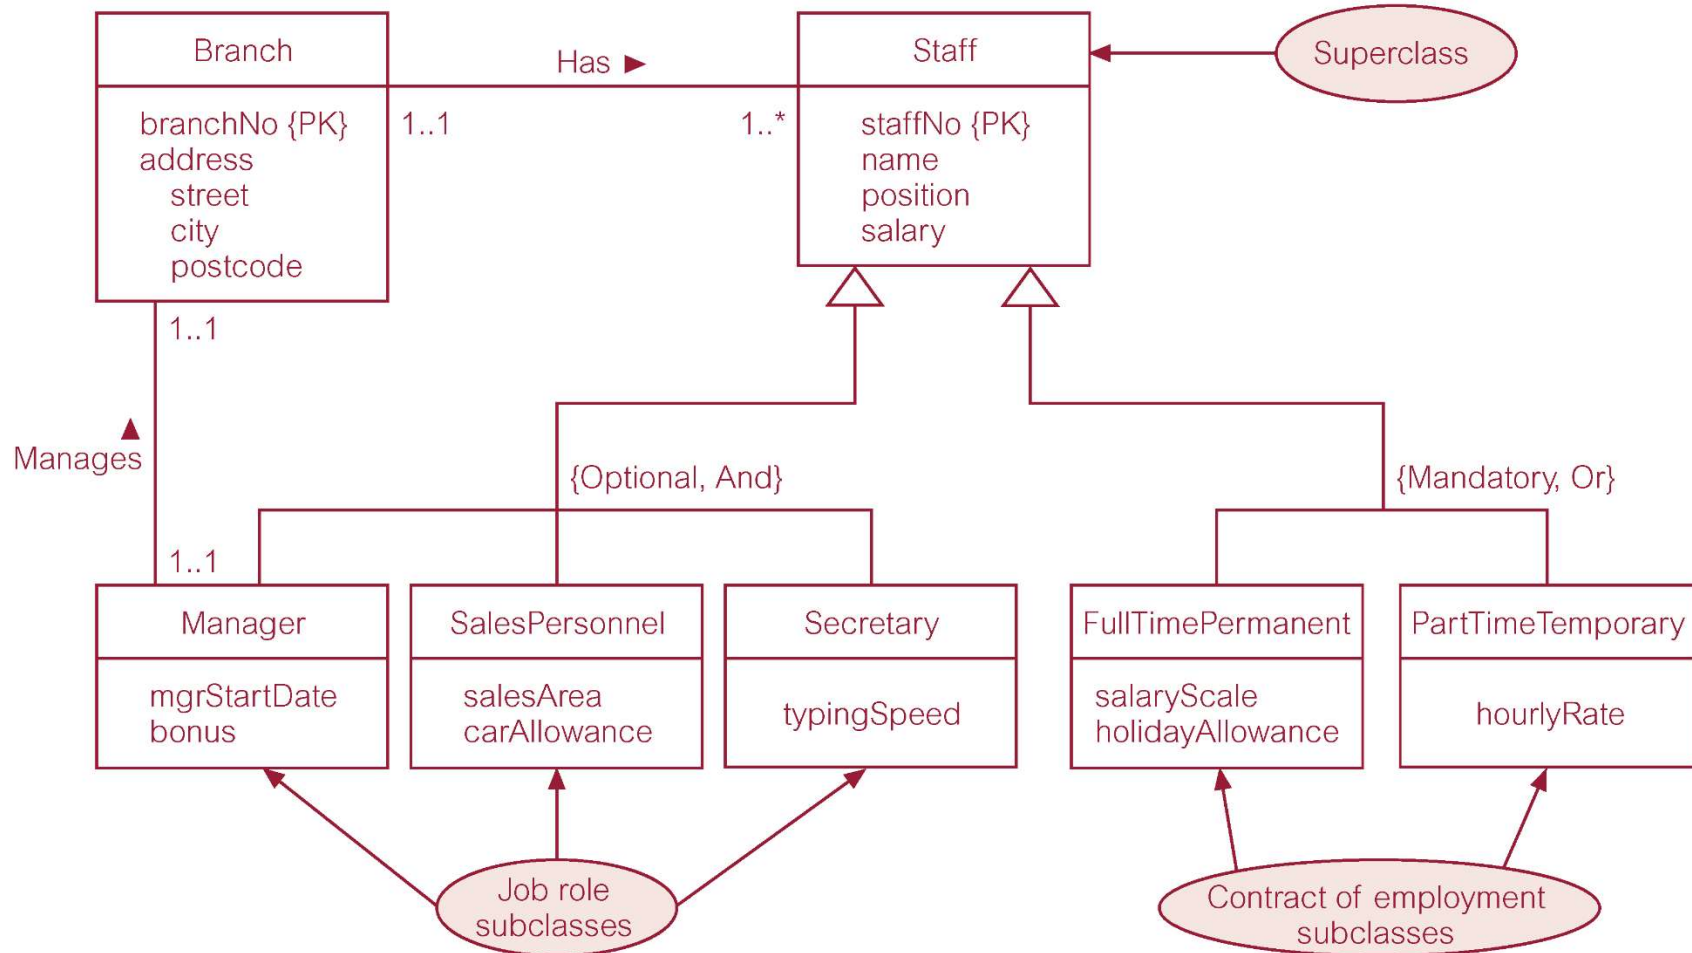 Branch
Has ►
Staff
Superclass
branchNo {PK}
address
street
city
postcode
1..1
1..*
staffNo {PK}
name
position
salary
1..1
▲
Manages
{Optional, And}
{Mandatory, Or}
1..1
Manager
mgrStartDate
bonus
SalesPersonnel
salesArea
carAllowance
Secretary
typingSpeed
FullTimePermanent
salaryScale
holidayAllowance
PartTimeTemporary
hourlyRate
Job role
subclasses
Contract of employment
subclasses